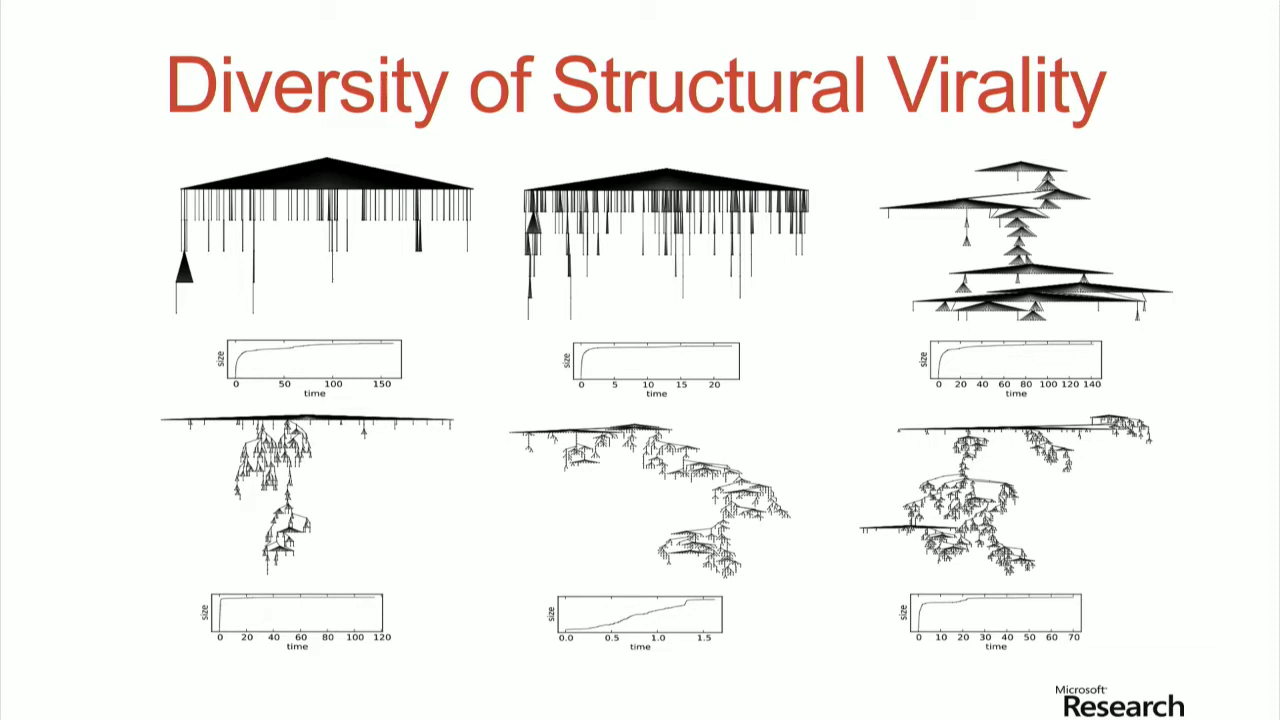 Diversity of Structural Virality
size
0 50 100 150
time
size
0 5 10 15 20
time
size
0 20 40 60 80 100 120 140
time
size
0 20 40 60 80 100 120
time
size
0.0 0.5 1.0 1.5
time
size
0 10 20 30 40 50 60 70
time
Microsoft
Research